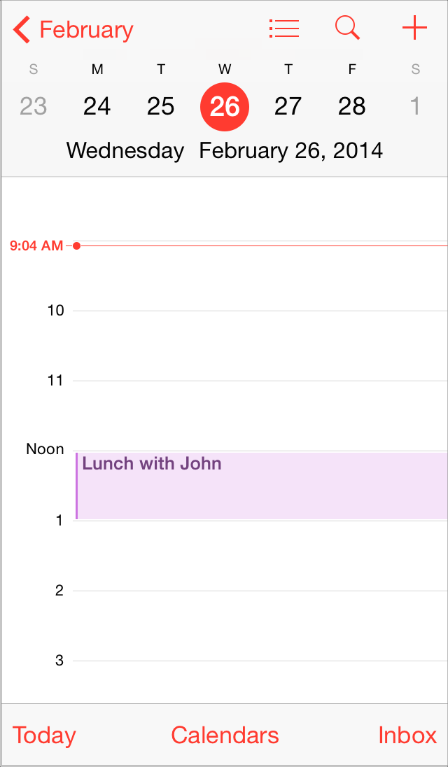 February
S M T W T F S
23 24 25 26 27 28 1
Wednesday February 26, 2014
9:04 AM
10
11
Noon
Lunch with John
1
2
3
Today Calendars Inbox